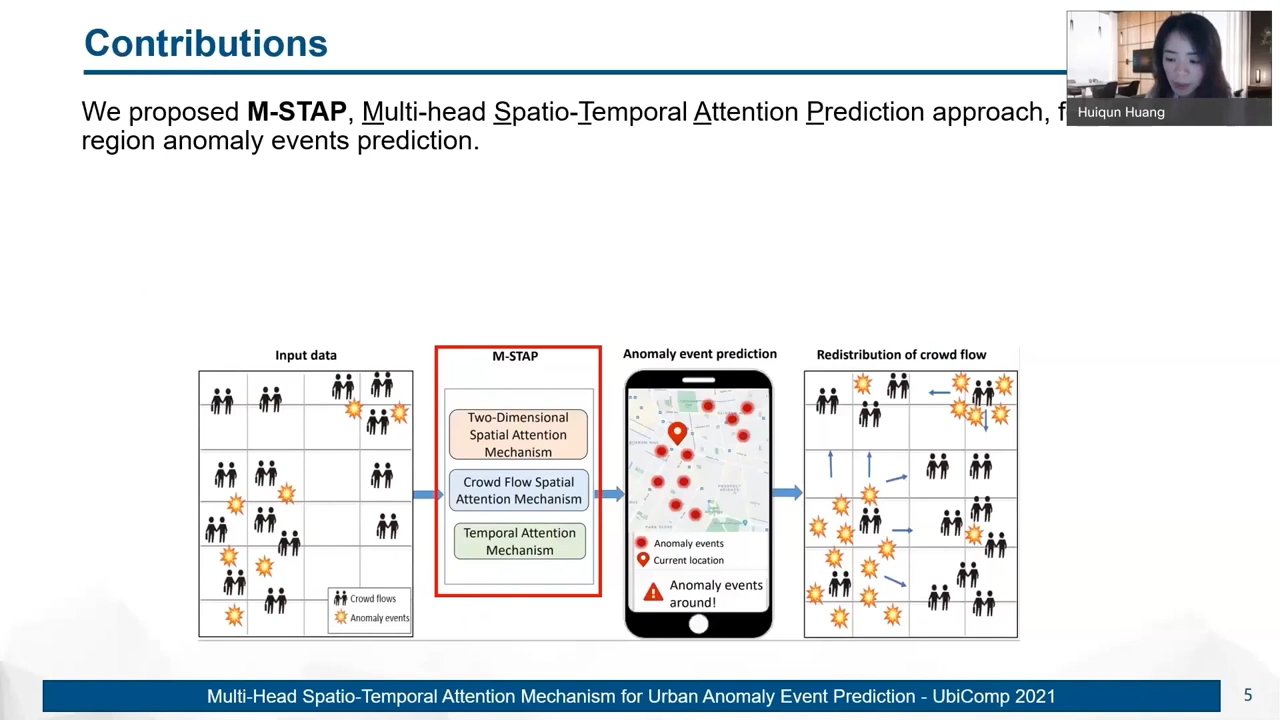 Contributions
Huiqun Huang
We proposed M-STAP, Multi-head Spatio-Temporal Attention Prediction approach,
region anomaly events prediction.
Input data
Crowd flows
Anomaly events
M-STAP
Two-Dimensional
Spatial Attention
Mechanism
Crowd Flow Spatial
Attention Mechanism
Temporal Attention
Mechanism
Anomaly event prediction
Anomaly events
Current location
Anomaly events
around!
Redistribution of crowd flow
Multi-Head Spatio-Temporal Attention Mechanism for Urban Anomaly Event Prediction - UbiComp 2021
5